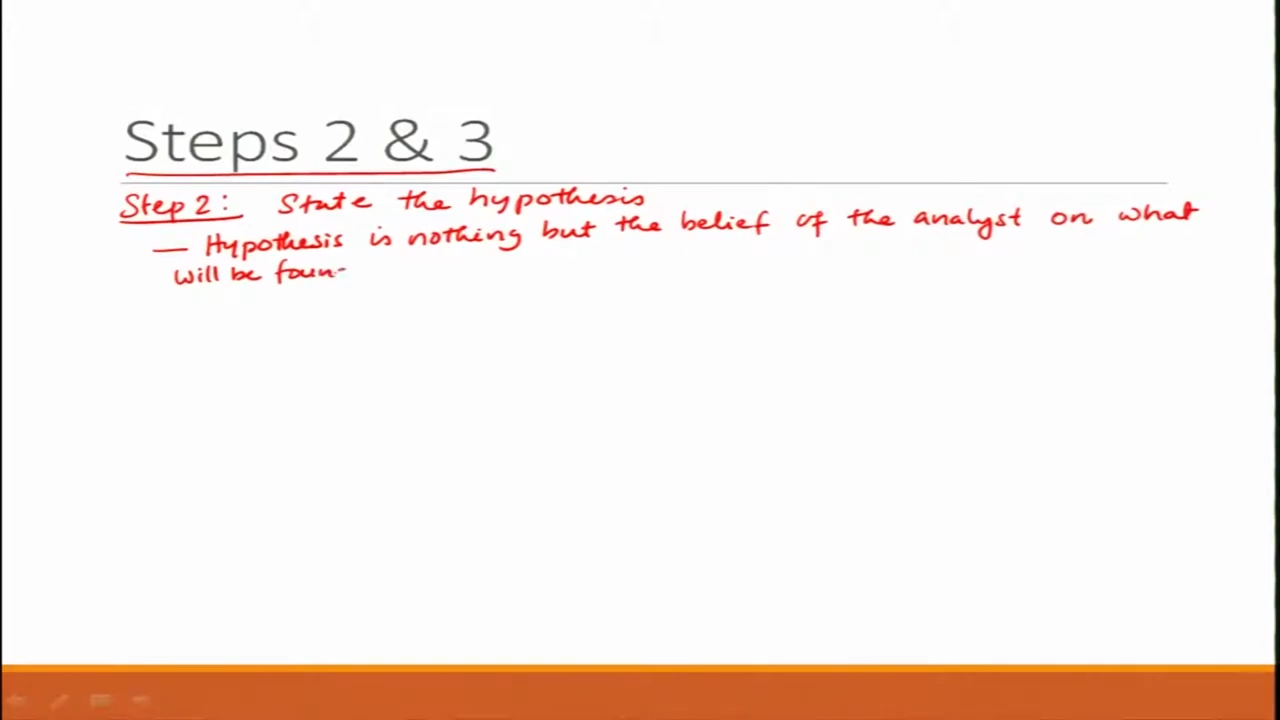 Steps 2 & 3
Step 2: State the hypothesis
— Hypothesis is nothing but the belief of the analyst on what
will be foun